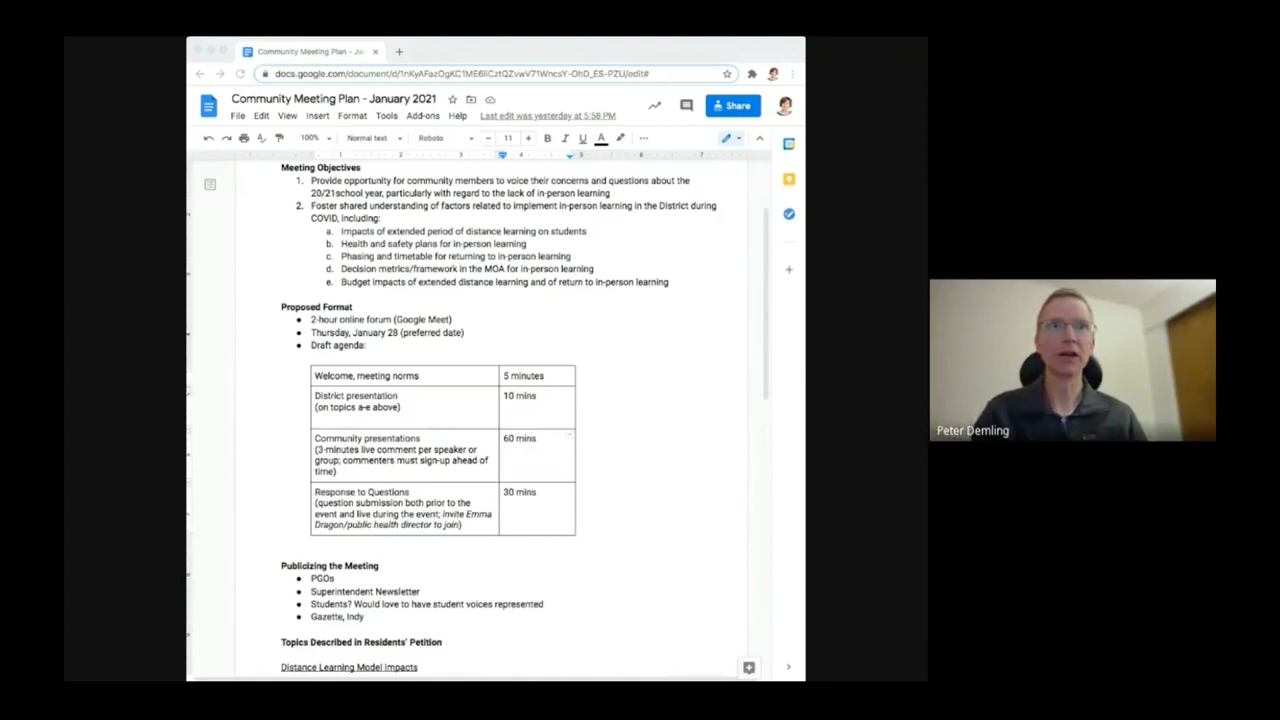 Community Meeting Plan - Jan
docs.google.com/document/d/1nKyAFazOgKC1ME6liCztQZvwV71WncsY-OhD_ES-PZU/edit#
Community Meeting Plan - January 2021
Share
File Edit View Insert Format Tools Add-ons Help Last edit was yesterday at 5:58 PM
100% Normal text Roboto 11 B I U A
1 2 3 4 5 6 7
Meeting Objectives
1. Provide opportunity for community members to voice their concerns and questions about the
20/21school year, particularly with regard to the lack of in-person learning
2. Foster shared understanding of factors related to implement in-person learning in the District during
COVID, including:
a. Impacts of extended period of distance learning on students
b. Health and safety plans for in-person learning
c. Phasing and timetable for returning to in-person learning
d. Decision metrics/framework in the MOA for in-person learning
e. Budget impacts of extended distance learning and of return to in-person learning
Proposed Format
● 2-hour online forum (Google Meet)
● Thursday, January 28 (preferred date)
● Draft agenda:
Welcome, meeting norms 5 minutes
District presentation 10 mins
(on topics a-e above)
Community presentations 60 mins
(3-minutes live comment per speaker or
group; commenters must sign-up ahead of
time)
Response to Questions 30 mins
(question submission both prior to the
event and live during the event; invite Emma
Dragon/public health director to join)
Publicizing the Meeting
● PGOs
● Superintendent Newsletter
● Students? Would love to have student voices represented
● Gazette, Indy
Topics Described in Residents' Petition
Distance Learning Model Impacts
Peter Demling